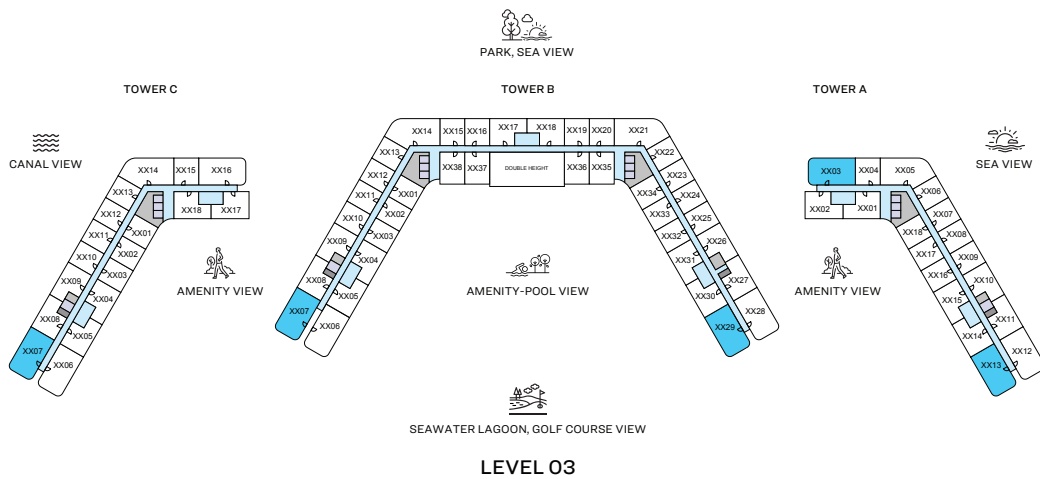 PARK, SEA VIEW
TOWER C
TOWER B
TOWER A
CANAL VIEW
SEA VIEW
XX14
XX15
XX16
XX13
XX18
XX17
XX12
XX01
XX11
XX02
XX10
XX03
XX09
XX04
XX08
XX05
XX07
XX06
AMENITY VIEW
XX14
XX15
XX16
XX17
XX18
XX19
XX20
XX21
XX13
XX38
XX37
DOUBLE HEIGHT
XX36
XX35
XX22
XX12
XX01
XX34
XX23
XX11
XX02
XX33
XX24
XX10
XX03
XX32
XX25
XX09
XX04
XX31
XX26
XX08
XX05
XX30
XX27
XX07
XX06
XX29
XX28
AMENITY-POOL VIEW
XX03
XX04
XX05
XX02
XX01
XX06
XX18
XX07
XX17
XX08
XX16
XX09
XX15
XX10
XX14
XX11
XX13
XX12
AMENITY VIEW
SEAWATER LAGOON, GOLF COURSE VIEW
LEVEL 03